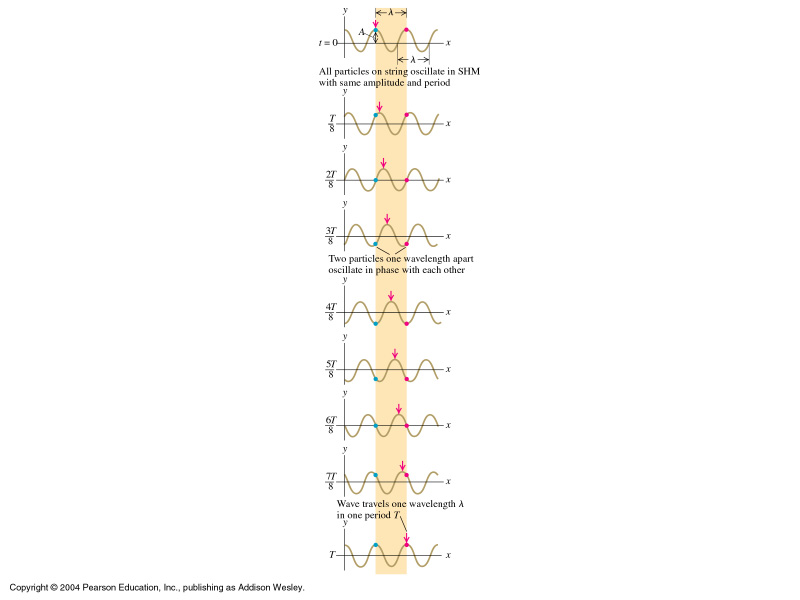 y
λ
A
t = 0
x
λ
All particles on string oscillate in SHM
with same amplitude and period
y
T
8
x
y
2T
8
x
y
3T
8
x
Two particles one wavelength apart
oscillate in phase with each other
y
4T
8
x
y
5T
8
x
y
6T
8
x
y
7T
8
x
Wave travels one wavelength λ
in one period T
y
T
x
Copyright © 2004 Pearson Education, Inc., publishing as Addison Wesley.